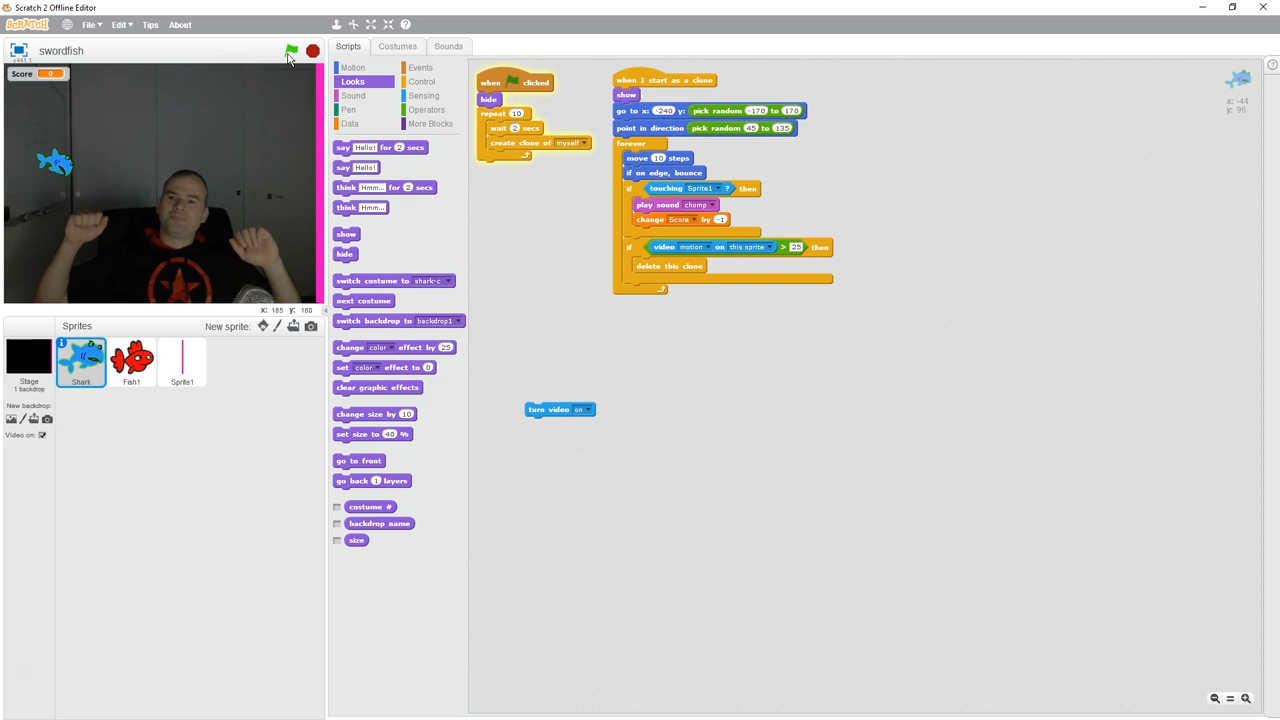 Scratch 2 Offline Editor
SCRATCH File Edit Tips About
swordfish
v441.1
Score 0
x: 185 y: 180
Sprites New sprite:
Stage
1 backdrop
Shark
Fish1
Sprite1
New backdrop:
Video on:
Scripts Costumes Sounds
Motion Events
Looks Control
Sound Sensing
Pen Operators
Data More Blocks
say Hello! for 2 secs
say Hello!
think Hmm... for 2 secs
think Hmm...
show
hide
switch costume to shark-c
next costume
switch backdrop to backdrop1
change color effect by 25
set color effect to 0
clear graphic effects
change size by 10
set size to 40 %
go to front
go back 1 layers
costume #
backdrop name
size
when clicked
hide
repeat 10
wait 2 secs
create clone of myself
when I start as a clone
show
go to x: -240 y: pick random -170 to 170
point in direction pick random 45 to 135
forever
move 10 steps
if on edge, bounce
if touching Sprite1 ? then
play sound chomp
change Score by -1
if video motion on this sprite > 25 then
delete this clone
turn video on
x: -44
y: 96